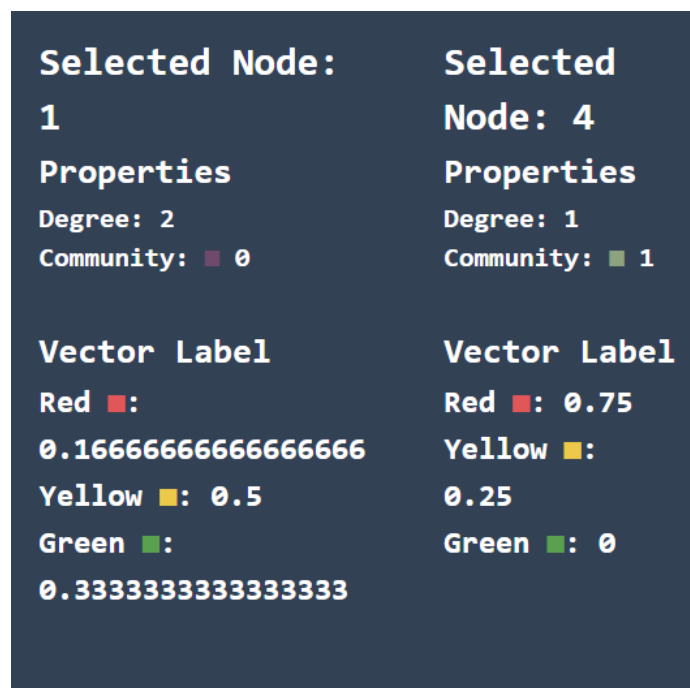 Selected Node:
1
Properties
Degree: 2
Community: 0
Vector Label
Red :
0.16666666666666666
Yellow : 0.5
Green :
0.3333333333333333
Selected
Node: 4
Properties
Degree: 1
Community: 1
Vector Label
Red : 0.75
Yellow :
0.25
Green : 0